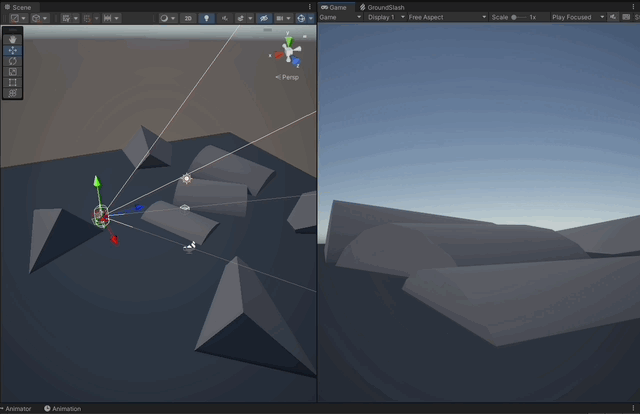 Scene
2D
Persp
Game
GroundSlash
Game
Display 1
Free Aspect
Scale
1x
Play Focused
Animator
Animation